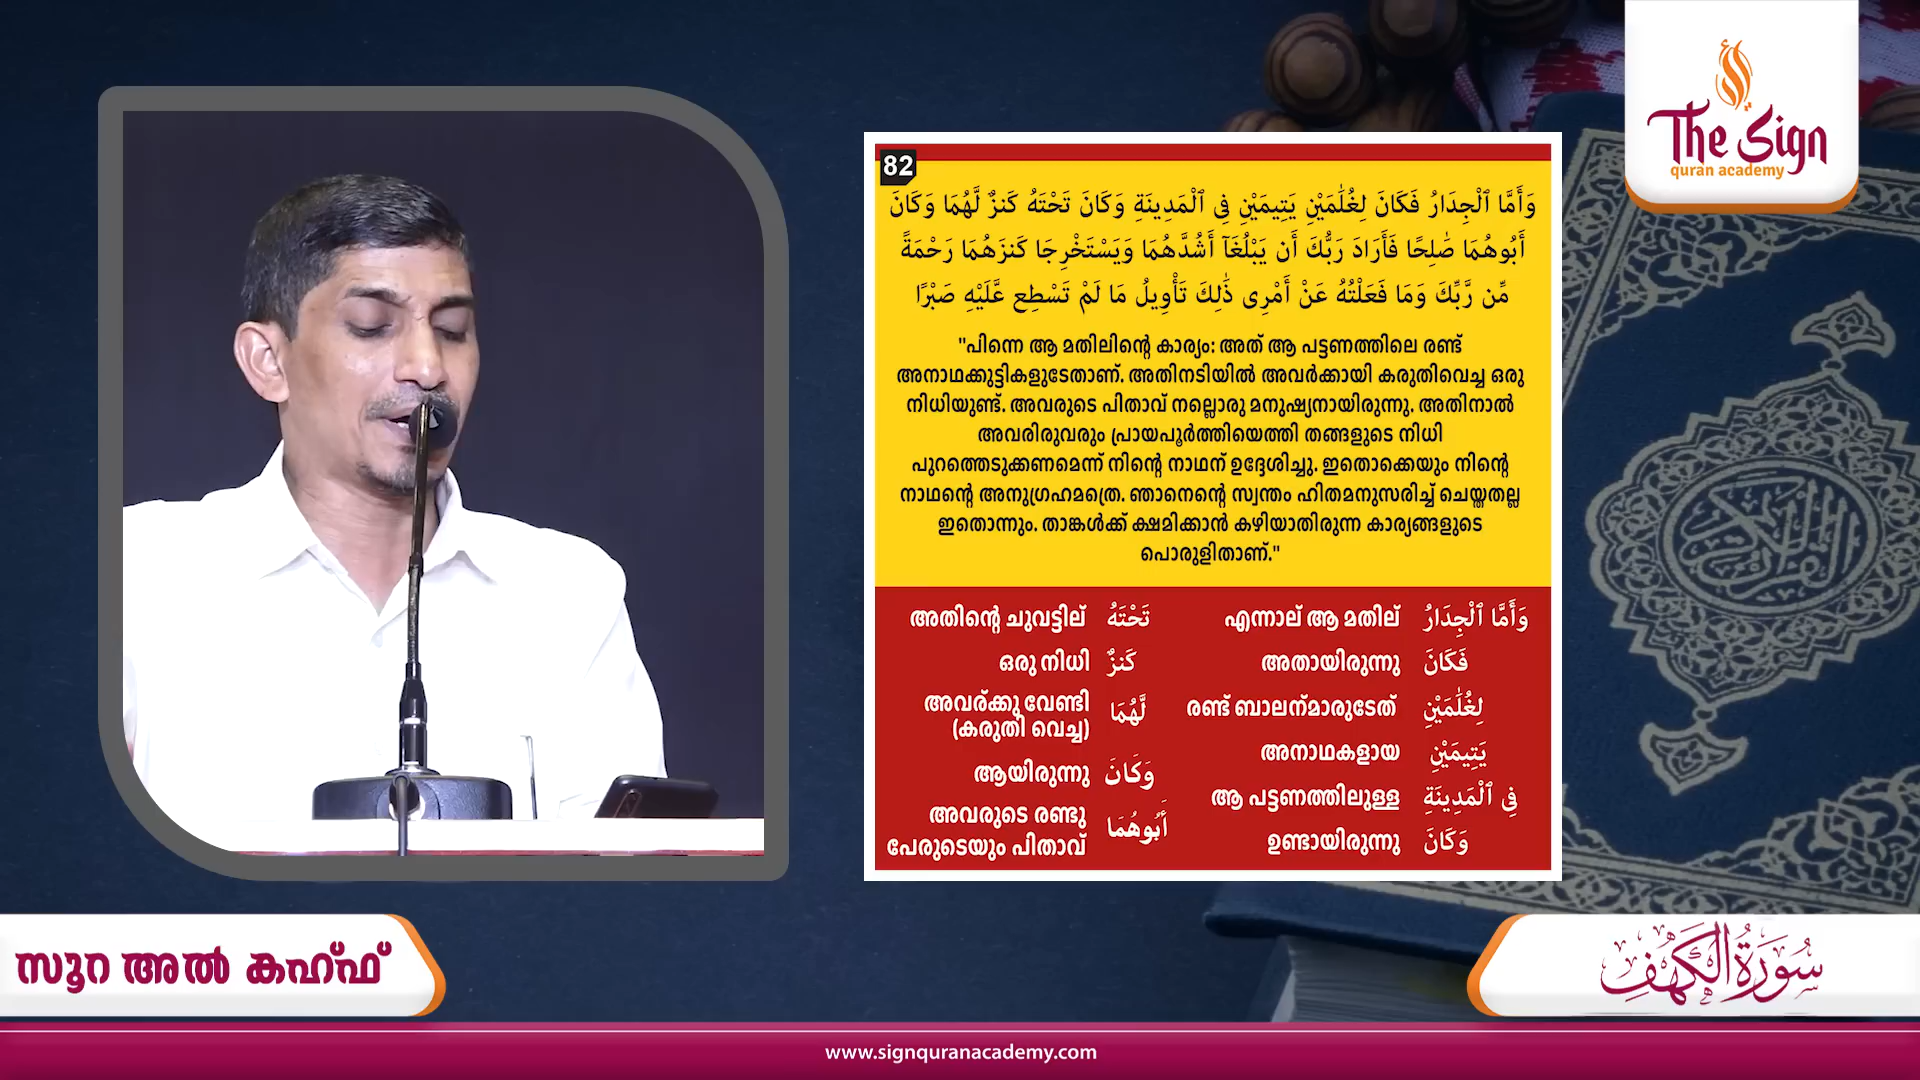 The Sign
quran academy
82
وَأَمَّا ٱلْجِدَارُ فَكَانَ لِغُلَٰمَيْنِ يَتِيمَيْنِ فِى ٱلْمَدِينَةِ وَكَانَ تَحْتَهُ كَنزٌ لَّهُمَا وَكَانَ
أَبُوهُمَا صَٰلِحًا فَأَرَادَ رَبُّكَ أَن يَبْلُغَآ أَشُدَّهُمَا وَيَسْتَخْرِجَا كَنزَهُمَا رَحْمَةً
مِّن رَّبِّكَ وَمَا فَعَلْتُهُ عَنْ أَمْرِى ذَٰلِكَ تَأْوِيلُ مَا لَمْ تَسْطِع عَّلَيْهِ صَبْرًا
"പിന്നെ ആ മതിലിന്റെ കാര്യം: അത് ആ പട്ടണത്തിലെ രണ്ട്
അനാഥക്കുട്ടികളുടേതാണ്. അതിനടിയിൽ അവർക്കായി കരുതിവെച്ച ഒരു
നിധിയുണ്ട്. അവരുടെ പിതാവ് നല്ലൊരു മനുഷ്യനായിരുന്നു. അതിനാൽ
അവരിരുവരും പ്രായപൂർത്തിയെത്തി തങ്ങളുടെ നിധി
പുറത്തെടുക്കണമെന്ന് നിന്റെ നാഥന് ഉദ്ദേശിച്ചു. ഇതൊക്കെയും നിന്റെ
നാഥന്റെ അനുഗ്രഹമത്രെ. ഞാനെന്റെ സ്വന്തം ഹിതമനുസരിച്ച് ചെയ്തതല്ല
ഇതൊന്നും. താങ്കൾക്ക് ക്ഷമിക്കാൻ കഴിയാതിരുന്ന കാര്യങ്ങളുടെ
പൊരുളിതാണ്."
وَأَمَّا ٱلْجِدَارُ എന്നാല് ആ മതില്
فَكَانَ അതായിരുന്നു
لِغُلَٰمَيْنِ രണ്ട് ബാലന്മാരുടേത്
يَتِيمَيْنِ അനാഥകളായ
فِى ٱلْمَدِينَةِ ആ പട്ടണത്തിലുള്ള
وَكَانَ ഉണ്ടായിരുന്നു
تَحْتَهُ അതിന്റെ ചുവട്ടില്
كَنزٌ ഒരു നിധി
لَّهُمَا അവര്ക്കു വേണ്ടി
(കരുതി വെച്ച)
وَكَانَ ആയിരുന്നു
أَبُوهُمَا അവരുടെ രണ്ടു
പേരുടെയും പിതാവ്
സൂറ അൽ കഹ്ഫ്
سُورَةُ الْكَهْفِ
www.signquranacademy.com